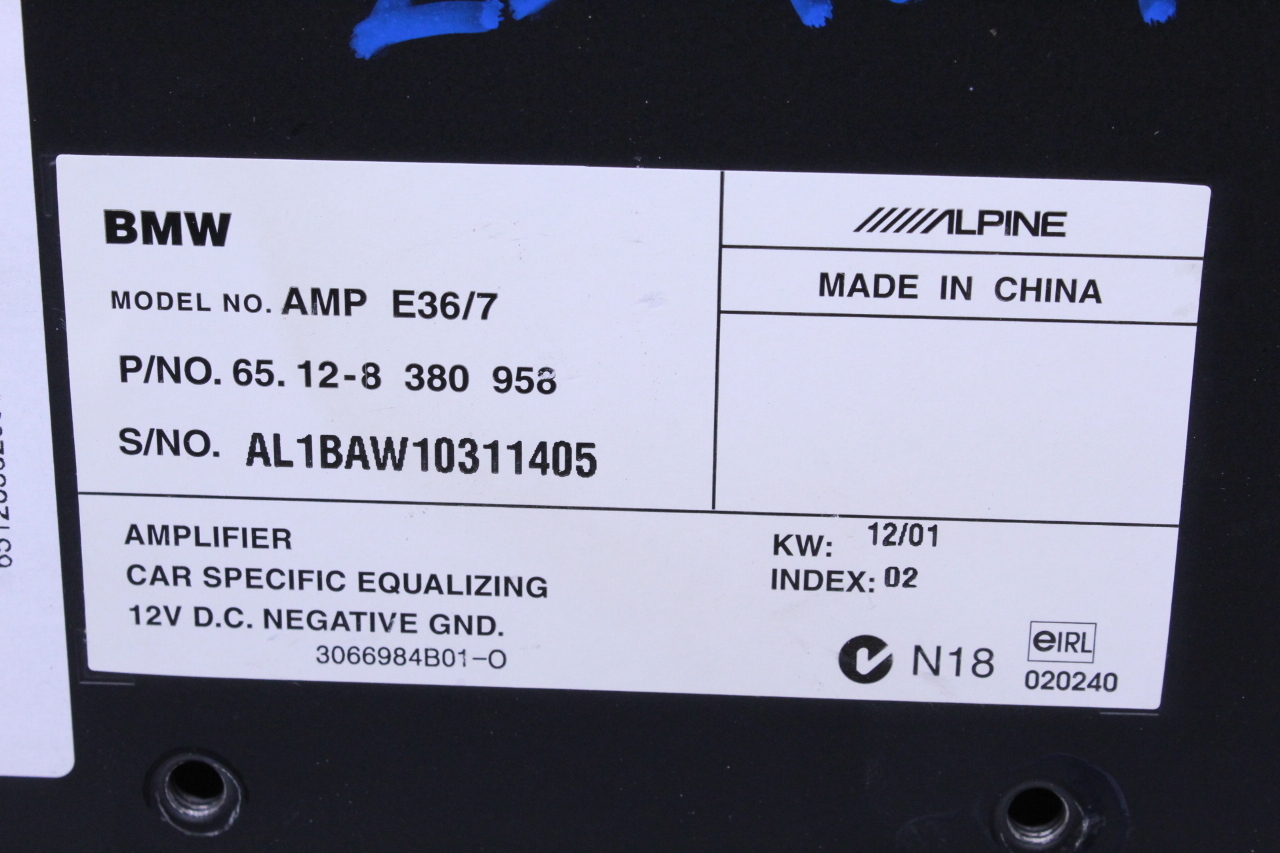 BMW
MODEL NO. AMP E36/7
P/NO. 65. 12-8 380 958
S/NO. AL1BAW10311405
ALPINE
MADE IN CHINA
AMPLIFIER
CAR SPECIFIC EQUALIZING
12V D.C. NEGATIVE GND.
3066984B01-O
KW: 12/01
INDEX: 02
N18
eIRL
020240